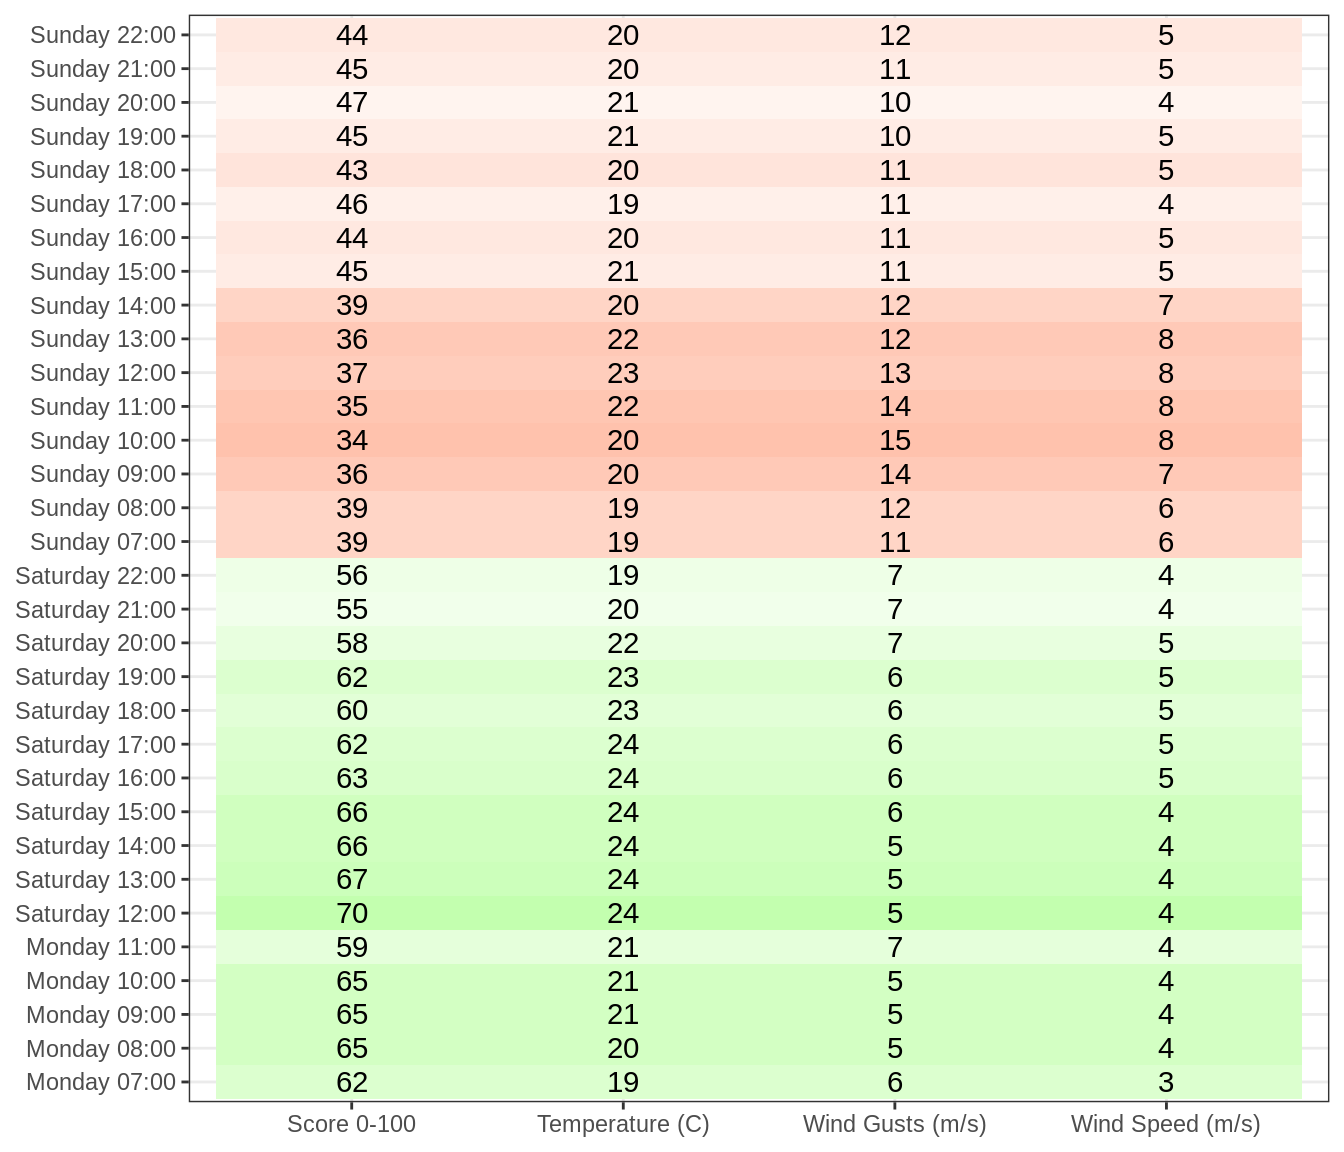 Sunday 22:00 44 20 12 5
Sunday 21:00 45 20 11 5
Sunday 20:00 47 21 10 4
Sunday 19:00 45 21 10 5
Sunday 18:00 43 20 11 5
Sunday 17:00 46 19 11 4
Sunday 16:00 44 20 11 5
Sunday 15:00 45 21 11 5
Sunday 14:00 39 20 12 7
Sunday 13:00 36 22 12 8
Sunday 12:00 37 23 13 8
Sunday 11:00 35 22 14 8
Sunday 10:00 34 20 15 8
Sunday 09:00 36 20 14 7
Sunday 08:00 39 19 12 6
Sunday 07:00 39 19 11 6
Saturday 22:00 56 19 7 4
Saturday 21:00 55 20 7 4
Saturday 20:00 58 22 7 5
Saturday 19:00 62 23 6 5
Saturday 18:00 60 23 6 5
Saturday 17:00 62 24 6 5
Saturday 16:00 63 24 6 5
Saturday 15:00 66 24 6 4
Saturday 14:00 66 24 5 4
Saturday 13:00 67 24 5 4
Saturday 12:00 70 24 5 4
Monday 11:00 59 21 7 4
Monday 10:00 65 21 5 4
Monday 09:00 65 21 5 4
Monday 08:00 65 20 5 4
Monday 07:00 62 19 6 3
Score 0-100 Temperature (C) Wind Gusts (m/s) Wind Speed (m/s)